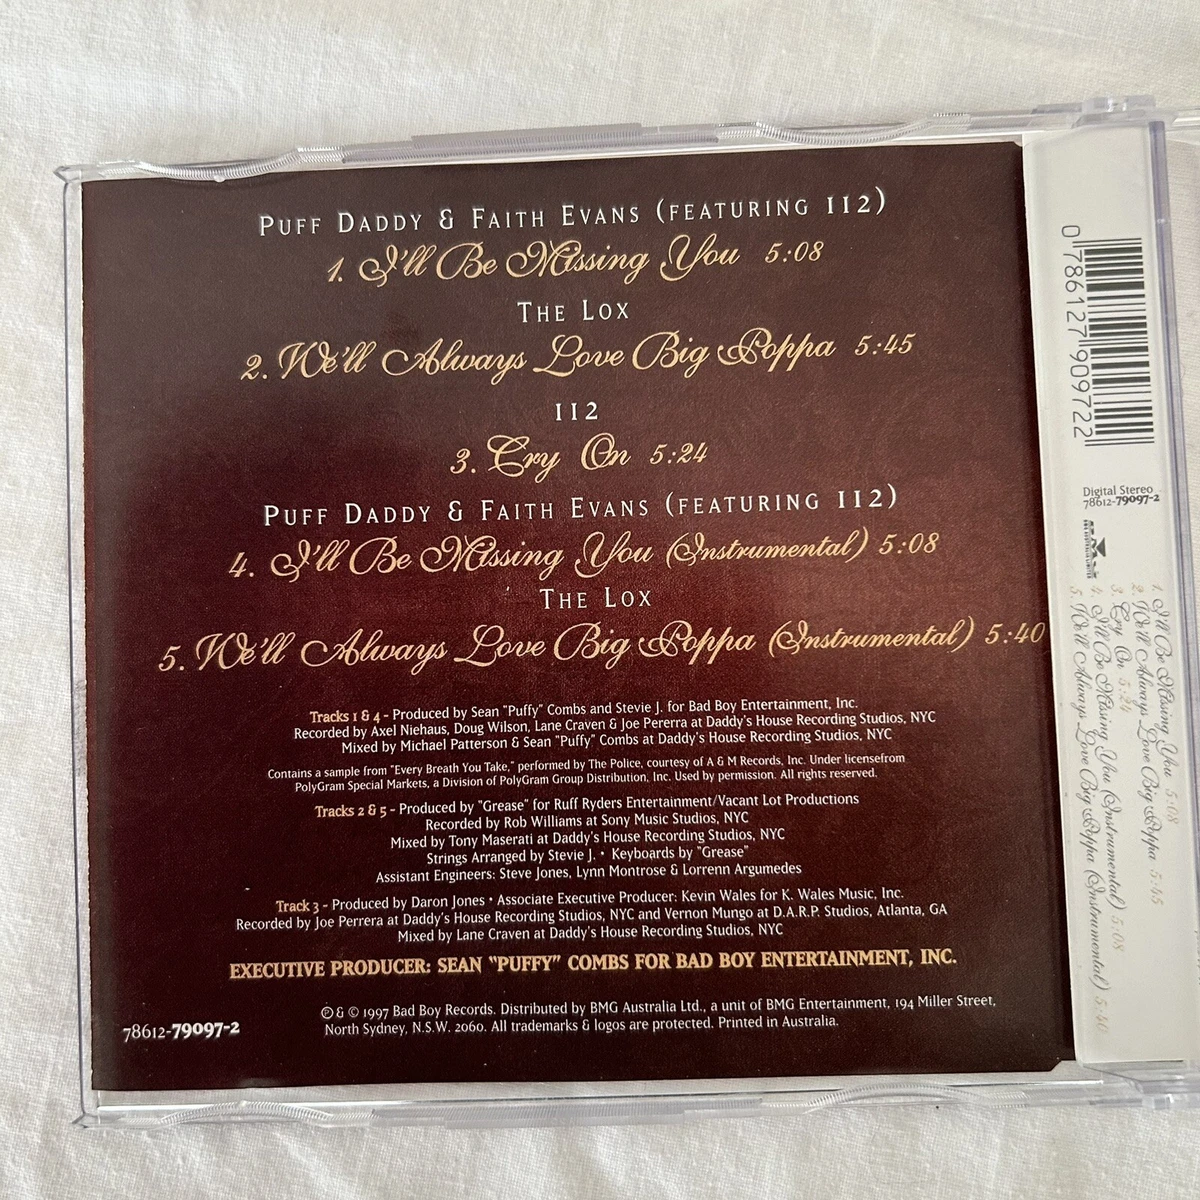 PUFF DADDY & FAITH EVANS (FEATURING 112)
1. I'll Be Missing You 5:08
THE LOX
2. We'll Always Love Big Poppa 5:45
112
3. Cry On 5:24
PUFF DADDY & FAITH EVANS (FEATURING 112)
4. I'll Be Missing You (Instrumental) 5:08
THE LOX
5. We'll Always Love Big Poppa (Instrumental) 5:40
Tracks 1 & 4 - Produced by Sean "Puffy" Combs and Stevie J. for Bad Boy Entertainment, Inc.
Recorded by Axel Niehaus, Doug Wilson, Lane Craven & Joe Pererra at Daddy's House Recording Studios, NYC
Mixed by Michael Patterson & Sean "Puffy" Combs at Daddy's House Recording Studios, NYC
Contains a sample from "Every Breath You Take," performed by The Police, courtesy of A & M Records, Inc. Under licensefrom
PolyGram Special Markets, a Division of PolyGram Group Distribution, Inc. Used by permission. All rights reserved.
Tracks 2 & 5 - Produced by "Grease" for Ruff Ryders Entertainment/Vacant Lot Productions
Recorded by Rob Williams at Sony Music Studios, NYC
Mixed by Tony Maserati at Daddy's House Recording Studios, NYC
Strings Arranged by Stevie J. • Keyboards by "Grease"
Assistant Engineers: Steve Jones, Lynn Montrose & Lorrenn Argumedes
Track 3 - Produced by Daron Jones • Associate Executive Producer: Kevin Wales for K. Wales Music, Inc.
Recorded by Joe Perrera at Daddy's House Recording Studios, NYC and Vernon Mungo at D.A.R.P. Studios, Atlanta, GA
Mixed by Lane Craven at Daddy's House Recording Studios, NYC
EXECUTIVE PRODUCER: SEAN "PUFFY" COMBS FOR BAD BOY ENTERTAINMENT, INC.
℗ & © 1997 Bad Boy Records. Distributed by BMG Australia Ltd., a unit of BMG Entertainment, 194 Miller Street,
North Sydney, N.S.W. 2060. All trademarks & logos are protected. Printed in Australia.
78612-79097-2
0 786127 909722
Digital Stereo
78612-79097-2
1. I'll Be Missing You 5:08
2. We'll Always Love Big Poppa 5:45
3. Cry On 5:24
4. I'll Be Missing You (Instrumental) 5:08
5. We'll Always Love Big Poppa (Instrumental) 5:40